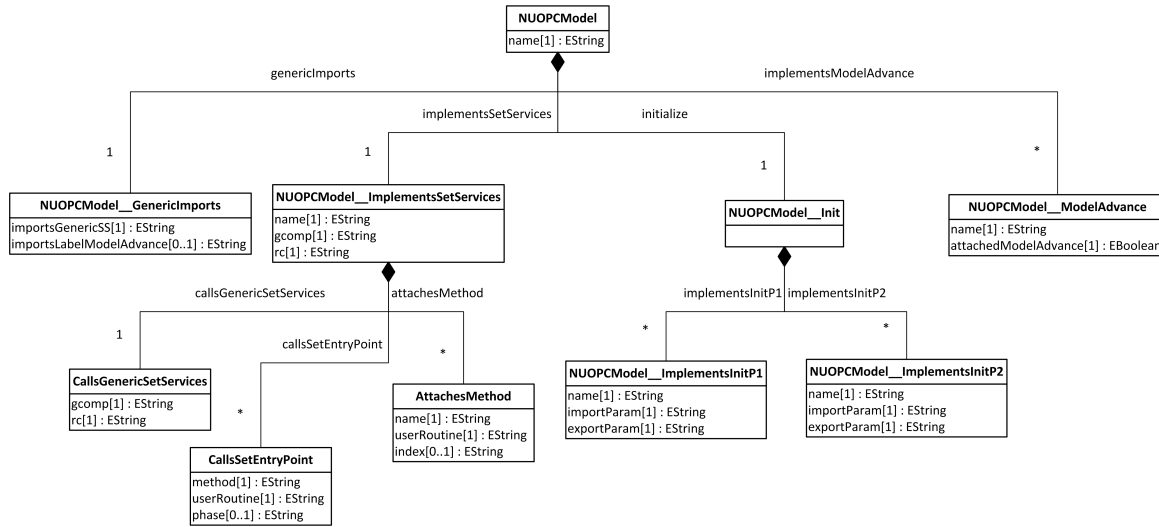 NUOPCModel
name[1] : EString
genericImports
implementsModelAdvance
implementsSetServices
initialize
1
1
1
*
NUOPCModel__GenericImports
importsGenericSS[1] : EString
importsLabelModelAdvance[0..1] : EString
NUOPCModel__ImplementsSetServices
name[1] : EString
gcomp[1] : EString
rc[1] : EString
NUOPCModel__Init
NUOPCModel__ModelAdvance
name[1] : EString
attachedModelAdvance[1] : EBoolean
callsGenericSetServices
attachesMethod
implementsInitP1
implementsInitP2
1
callsSetEntryPoint
*
*
*
*
CallsGenericSetServices
gcomp[1] : EString
rc[1] : EString
AttachesMethod
name[1] : EString
userRoutine[1] : EString
index[0..1] : EString
NUOPCModel__ImplementsInitP1
name[1] : EString
importParam[1] : EString
exportParam[1] : EString
NUOPCModel__ImplementsInitP2
name[1] : EString
importParam[1] : EString
exportParam[1] : EString
CallsSetEntryPoint
method[1] : EString
userRoutine[1] : EString
phase[0..1] : EString